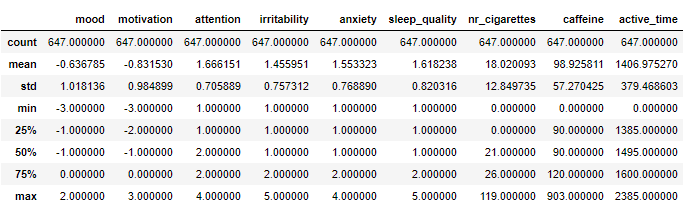 mood motivation attention irritability anxiety sleep_quality nr_cigarettes caffeine active_time
count 647.000000 647.000000 647.000000 647.000000 647.000000 647.000000 647.000000 647.000000 647.000000
mean -0.636785 -0.831530 1.666151 1.455951 1.553323 1.618238 18.020093 98.925811 1406.975270
std 1.018136 0.984899 0.705889 0.757312 0.768890 0.820316 12.849735 57.270425 379.468603
min -3.000000 -3.000000 1.000000 1.000000 1.000000 1.000000 0.000000 0.000000 0.000000
25% -1.000000 -2.000000 1.000000 1.000000 1.000000 1.000000 0.000000 90.000000 1385.000000
50% -1.000000 -1.000000 2.000000 1.000000 1.000000 1.000000 21.000000 90.000000 1495.000000
75% 0.000000 0.000000 2.000000 2.000000 2.000000 2.000000 26.000000 120.000000 1600.000000
max 2.000000 3.000000 4.000000 5.000000 4.000000 5.000000 119.000000 903.000000 2385.000000